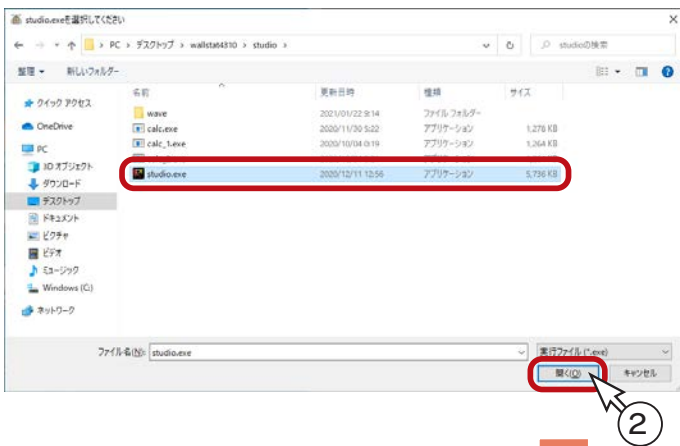 studio.exeを選択してください
PC › デスクトップ › wallstat4310 › studio ›
studioの検索
整理 新しいフォルダー
名前 更新日時 種類 サイズ
クイック アクセス
OneDrive
PC
3D オブジェクト
ダウンロード
デスクトップ
ドキュメント
ピクチャ
ビデオ
ミュージック
Windows (C:)
ネットワーク
wave 2021/01/22 9:14 ファイル フォルダー
calc.exe 2020/11/30 5:22 アプリケーション 1,276 KB
calc_1.exe 2020/10/04 0:19 アプリケーション 1,264 KB
studio.exe 2020/12/11 12:56 アプリケーション 5,736 KB
ファイル名(N): studio.exe
実行ファイル (*.exe)
開く(O) キャンセル
2